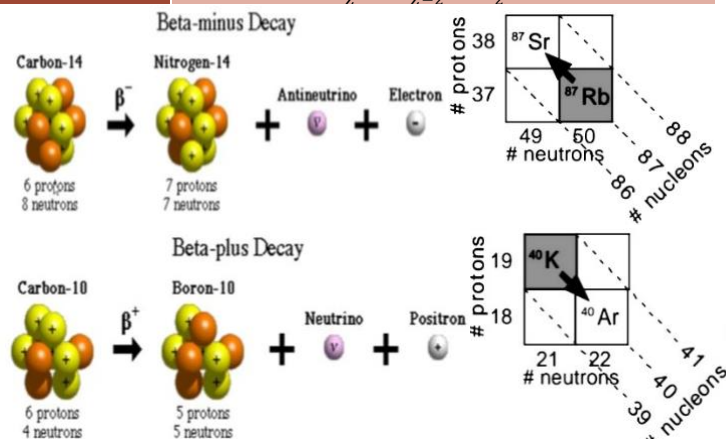 Beta-minus Decay
Carbon-14
Nitrogen-14
Antineutrino
Electron
β⁻
+
+
ν
-
6 protons
8 neutrons
7 protons
7 neutrons
# protons
38
37
⁸⁷Sr
⁸⁷Rb
49
50
# neutrons
86
87
88
# nucleons
Beta-plus Decay
Carbon-10
Boron-10
Neutrino
Positron
β⁺
+
+
ν
+
6 protons
4 neutrons
5 protons
5 neutrons
# protons
19
18
⁴⁰K
⁴⁰Ar
21
22
# neutrons
39
40
41
# nucleons